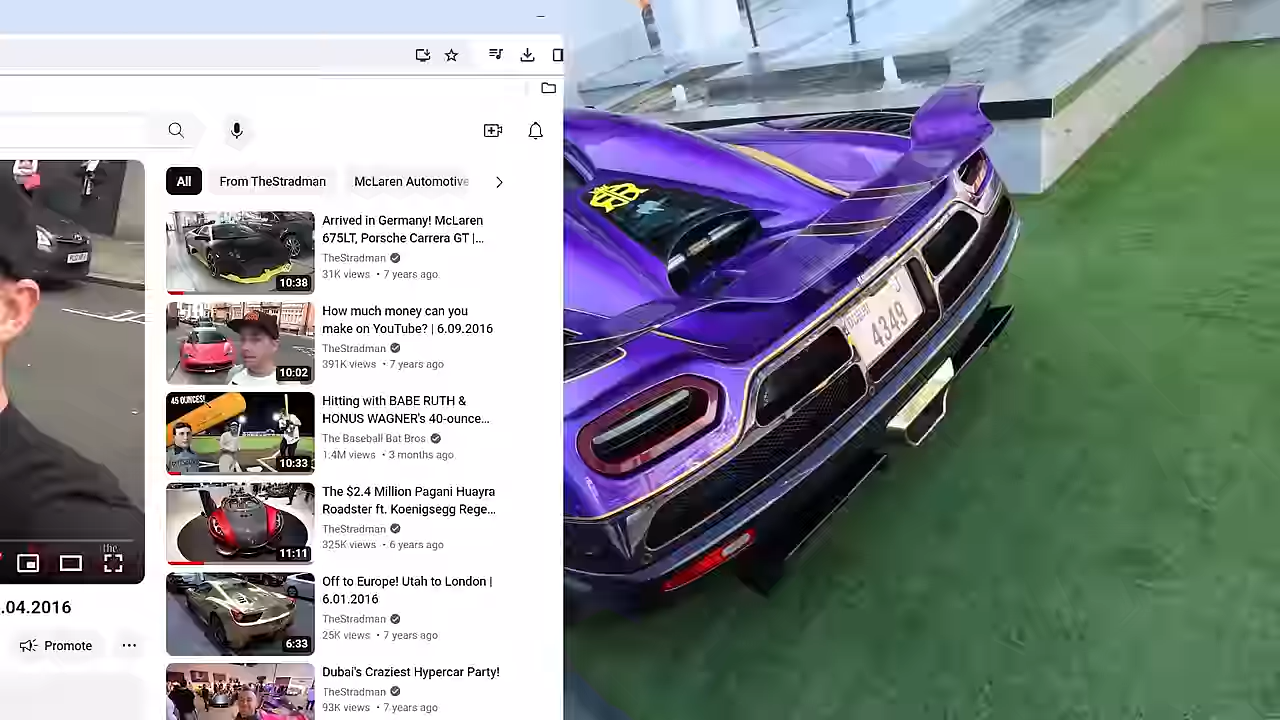 All
From TheStradman
McLaren Automotive
Arrived in Germany! McLaren
675LT, Porsche Carrera GT |...
TheStradman
31K views • 7 years ago
10:38
How much money can you
make on YouTube? | 6.09.2016
TheStradman
391K views • 7 years ago
10:02
45 OUNCES!
Hitting with BABE RUTH &
HONUS WAGNER's 40-ounce...
The Baseball Bat Bros
1.4M views • 3 months ago
10:33
The $2.4 Million Pagani Huayra
Roadster ft. Koenigsegg Rege...
TheStradman
325K views • 6 years ago
11:11
Off to Europe! Utah to London |
6.01.2016
TheStradman
25K views • 7 years ago
6:33
Dubai's Craziest Hypercar Party!
TheStradman
93K views • 7 years ago
the
.04.2016
Promote
J
4349